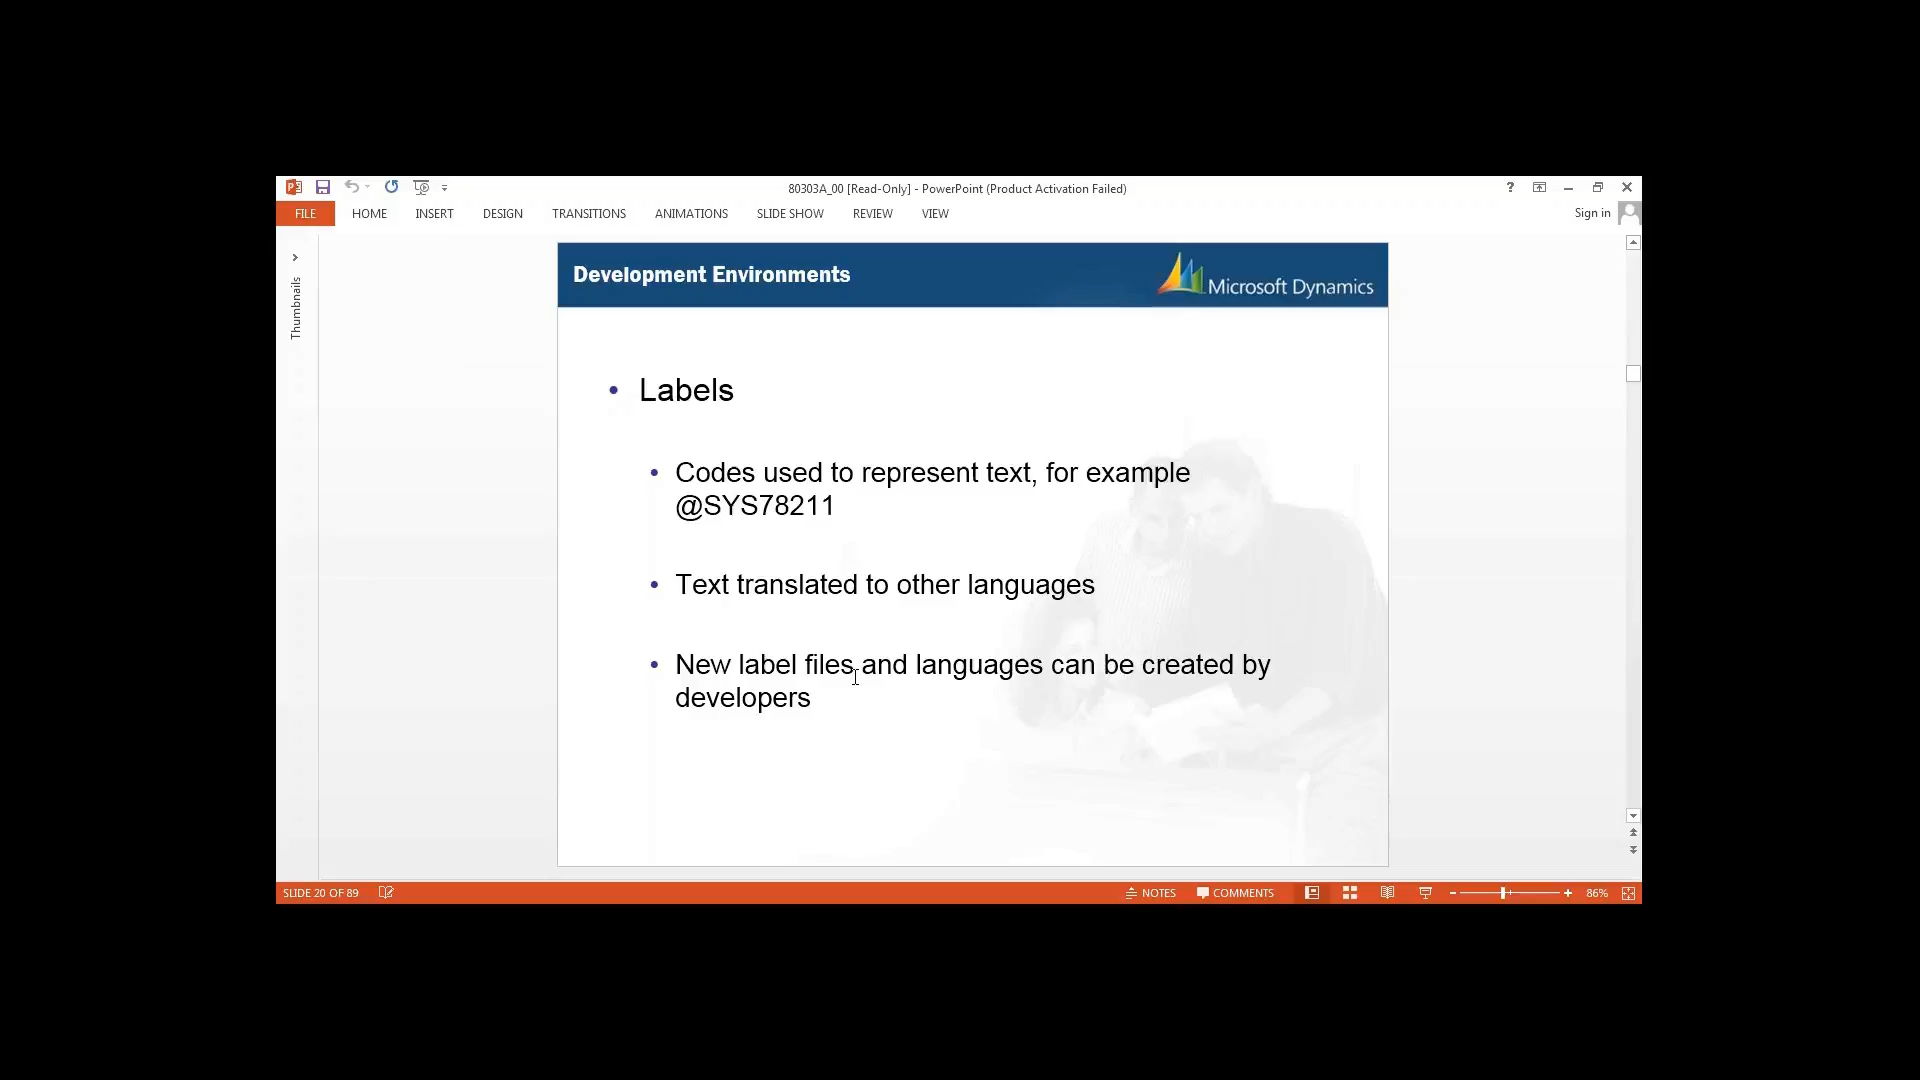 80303A_00 [Read-Only] - PowerPoint (Product Activation Failed)
?
FILE HOME INSERT DESIGN TRANSITIONS ANIMATIONS SLIDE SHOW REVIEW VIEW Sign in
Thumbnails
Development Environments
Microsoft Dynamics
• Labels
• Codes used to represent text, for example
@SYS78211
• Text translated to other languages
• New label files and languages can be created by
developers
SLIDE 20 OF 89 NOTES COMMENTS 86%